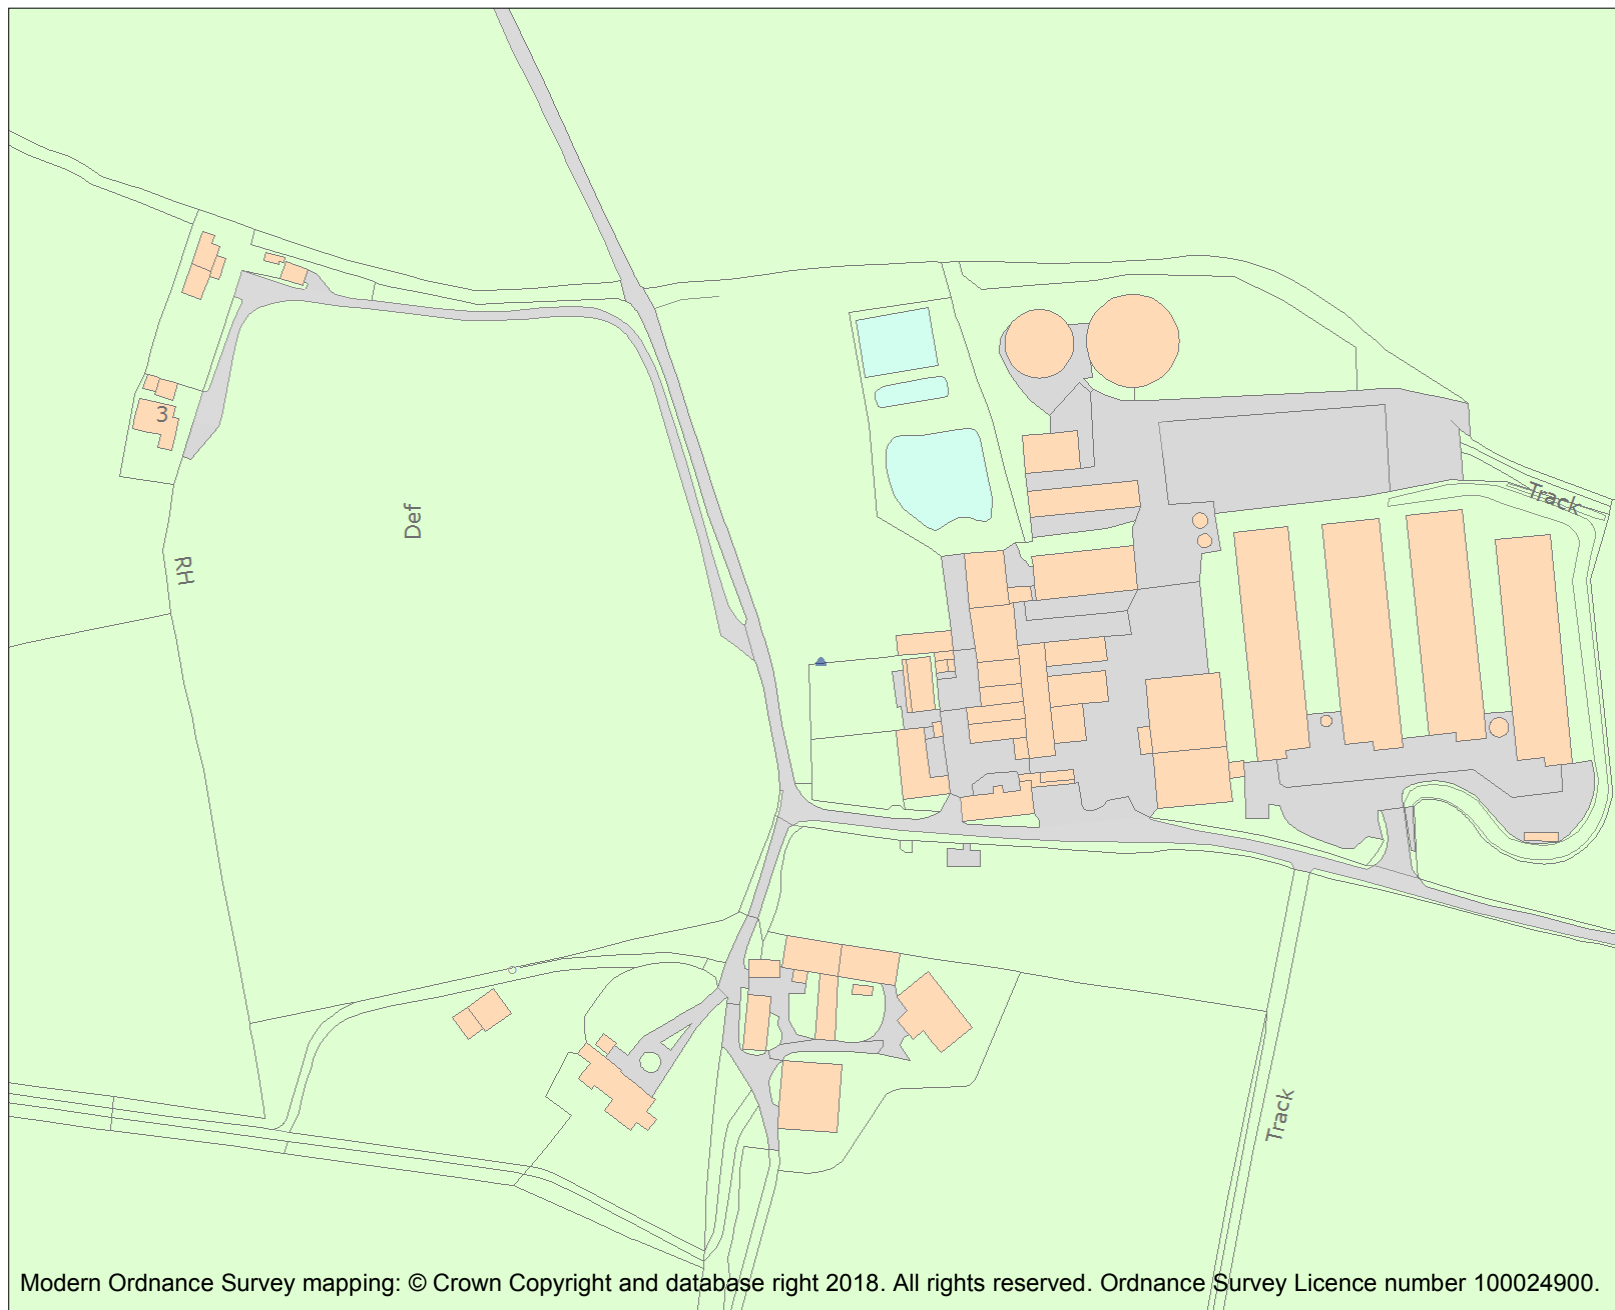 Track
3
Def
RH
Track
Modern Ordnance Survey mapping: © Crown Copyright and database right 2018. All rights reserved. Ordnance Survey Licence number 100024900.